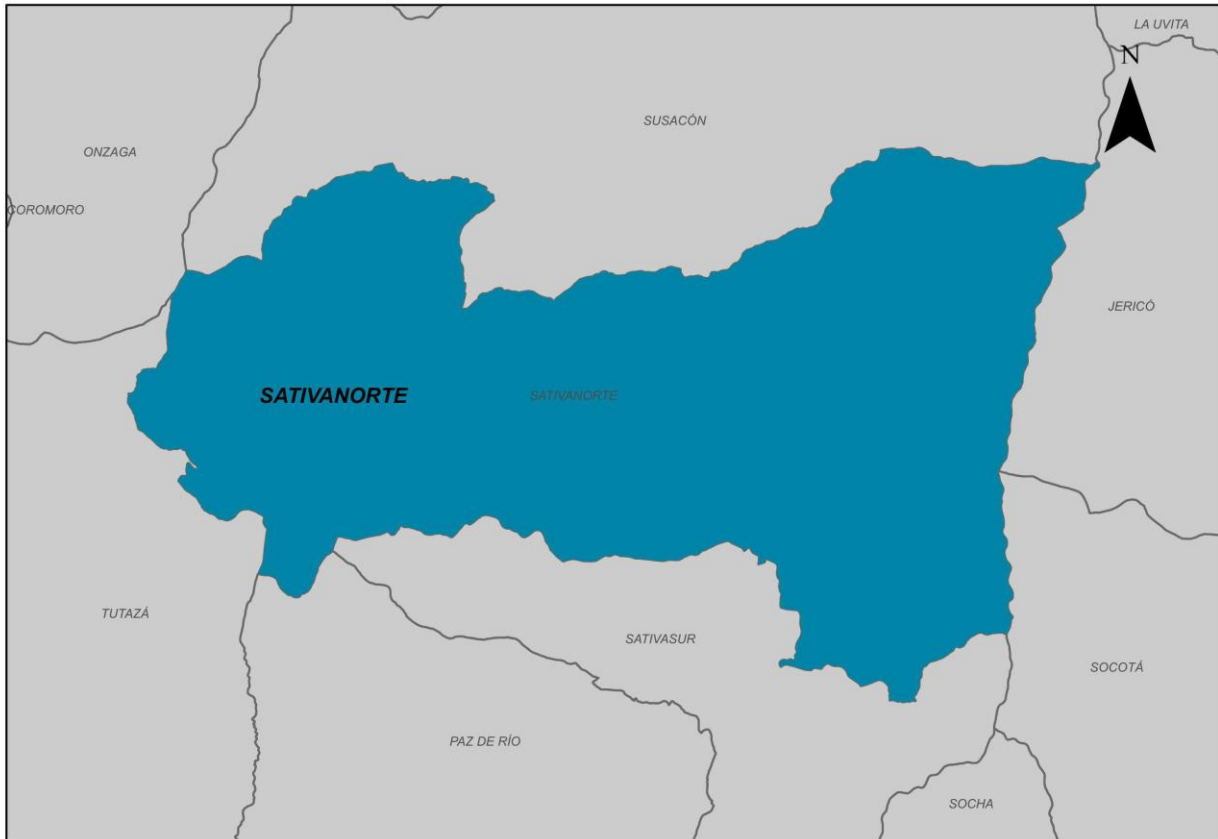 LA UVITA
N
SUSACÓN
ONZAGA
COROMORO
JERICÓ
SATIVANORTE
SATIVANORTE
TUTAZÁ
SATIVASUR
SOCOTÁ
PAZ DE RÍO
SOCHA